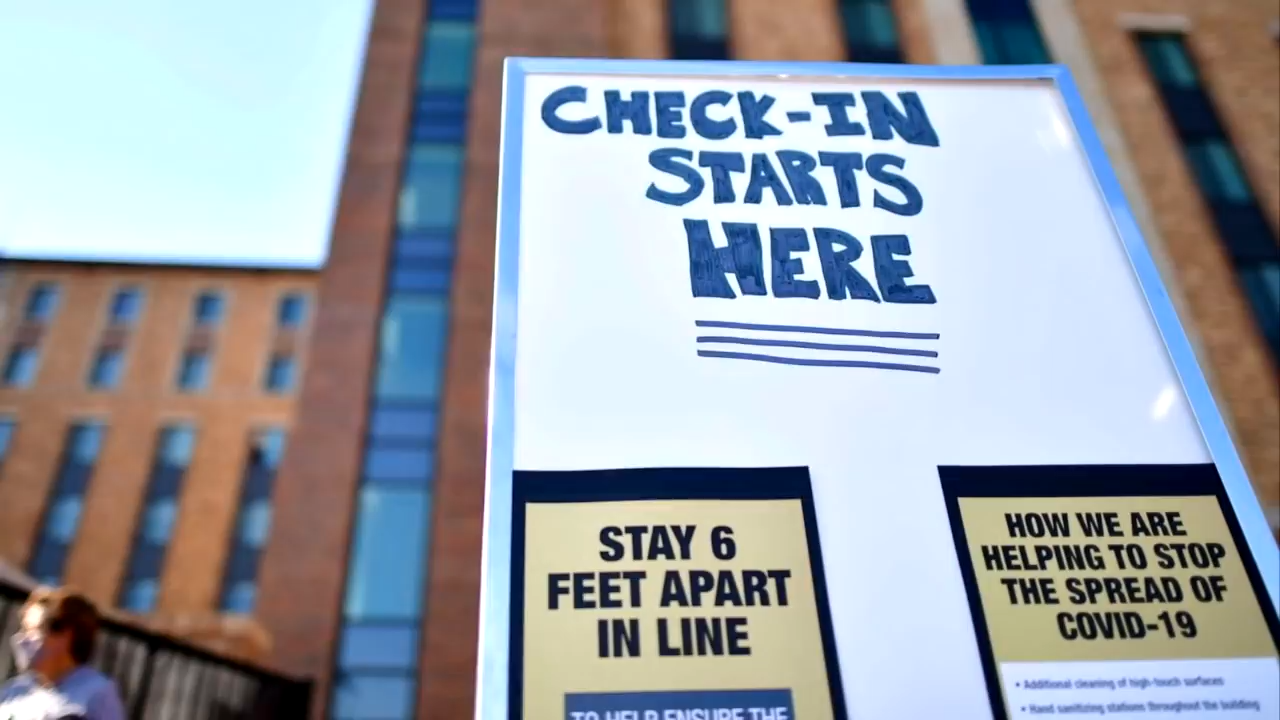 CHECK-IN
STARTS
HERE
STAY 6
FEET APART
IN LINE
TO HELP ENSURE THE
HOW WE ARE
HELPING TO STOP
THE SPREAD OF
COVID-19
• Additional cleaning of high-touch surfaces
• Hand sanitizing stations throughout the building